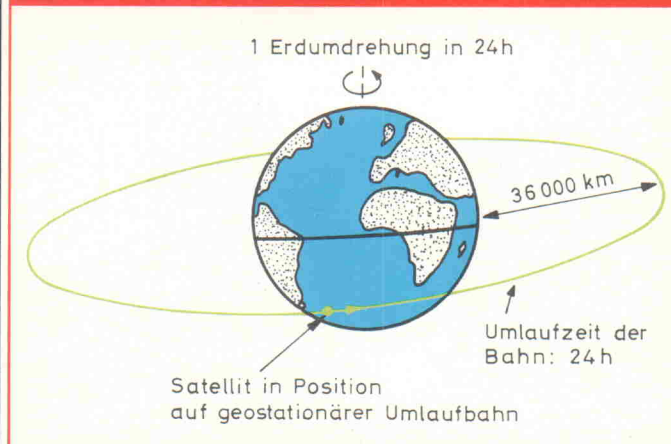 1 Erdumdrehung in 24h
36 000 km
Umlaufzeit der
Bahn: 24h
Satellit in Position
auf geostationärer Umlaufbahn